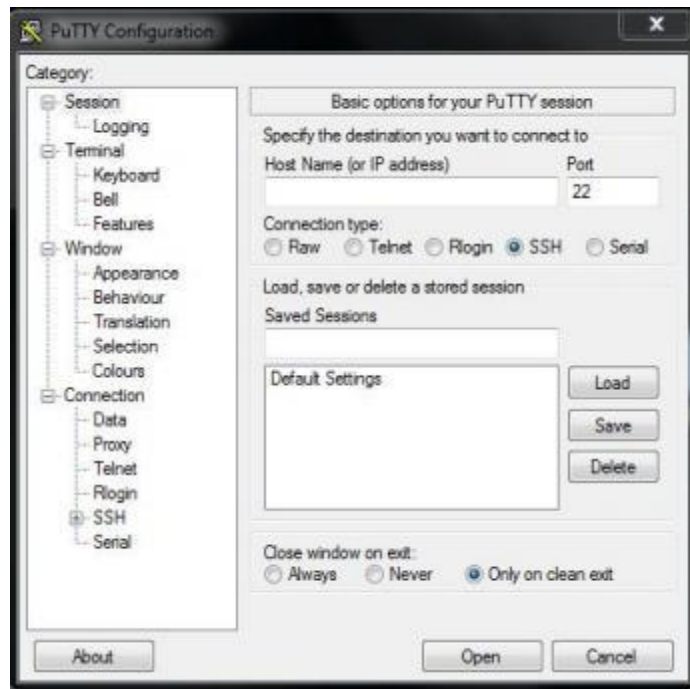 PuTTY Configuration
X
Category:
Session
Logging
Terminal
Keyboard
Bell
Features
Window
Appearance
Behaviour
Translation
Selection
Colours
Connection
Data
Proxy
Telnet
Rlogin
SSH
Serial
Basic options for your PuTTY session
Specify the destination you want to connect to
Host Name (or IP address) Port
22
Connection type:
Raw Telnet Rlogin SSH Serial
Load, save or delete a stored session
Saved Sessions
Default Settings
Load
Save
Delete
Close window on exit:
Always Never Only on clean exit
About Open Cancel